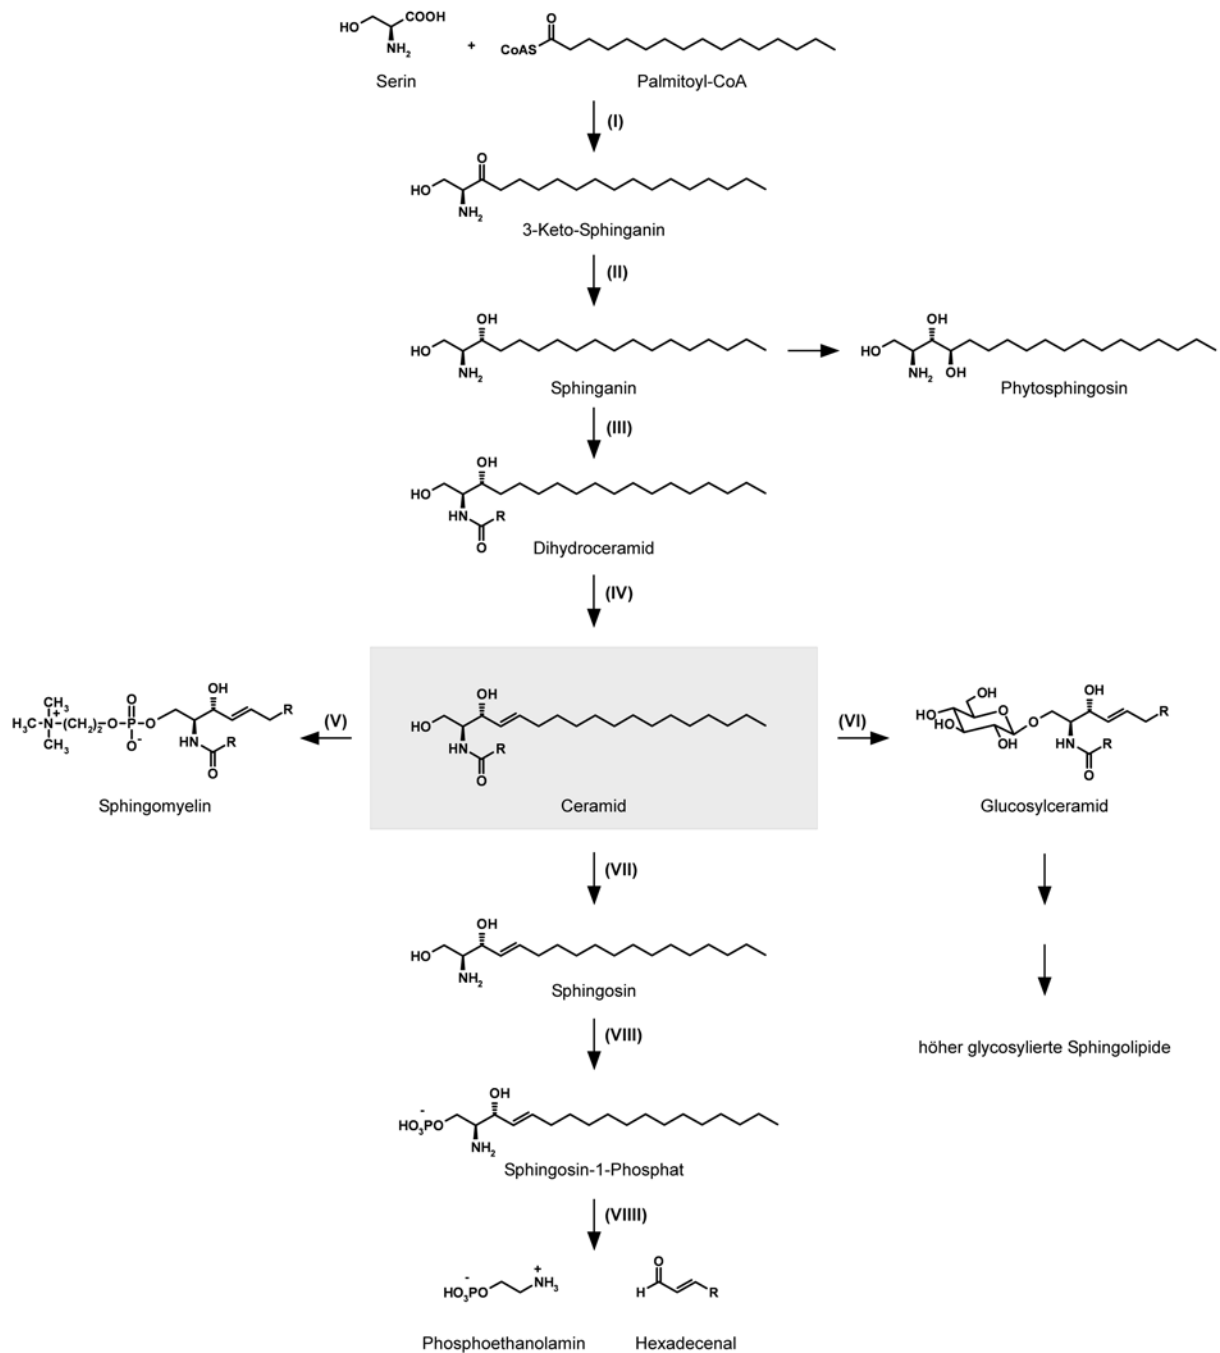 HO COOH NH2
+
O CoAS
Serin
Palmitoyl-CoA
(I)
O
HO NH2
3-Keto-Sphinganin
(II)
OH
HO NH2
Sphinganin
OH
HO NH2 OH
Phytosphingosin
(III)
OH
HO HN R
O
Dihydroceramid
(IV)
CH3 O OH
H3C N+ (CH2)2 O P O R
CH3 O- HN R
O
Sphingomyelin
(V)
OH
HO
HN R
O
Ceramid
(VI)
OH OH
HO O O R
HO OH HN R
O
Glucosylceramid
(VII)
OH
HO NH2
Sphingosin
(VIII)
höher glycosylierte Sphingolipide
OH
-
HO3PO NH2
Sphingosin-1-Phosphat
(VIIII)
- +
HO3PO NH3
O
H R
Phosphoethanolamin
Hexadecenal